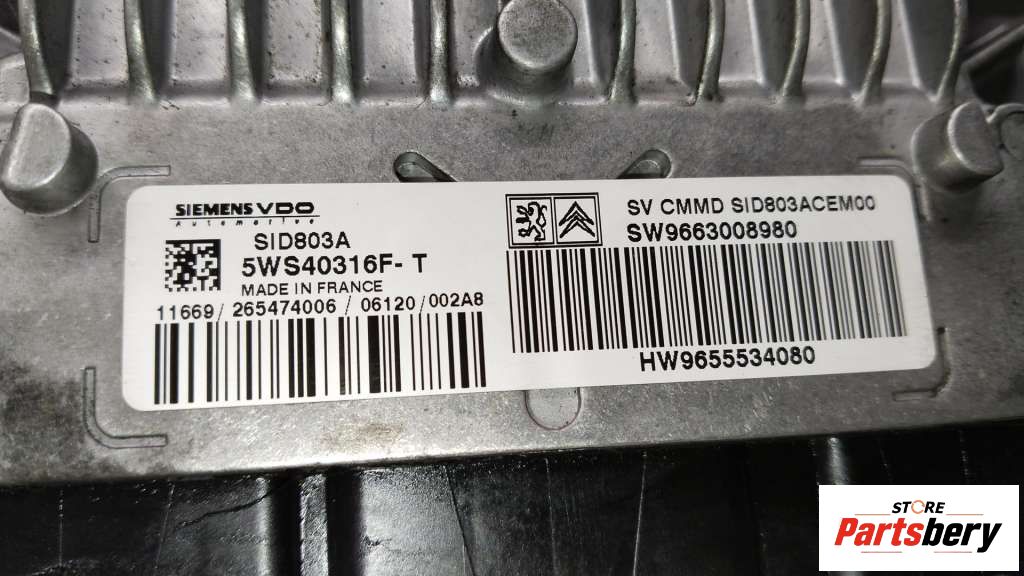 SIEMENS VDO
Automotive
SID803A
5WS40316F- T
MADE IN FRANCE
11669/ 265474006 / 06120 / 002A8
SV CMMD SID803ACEM00
SW9663008980
HW9655534080
STORE
Partsbery